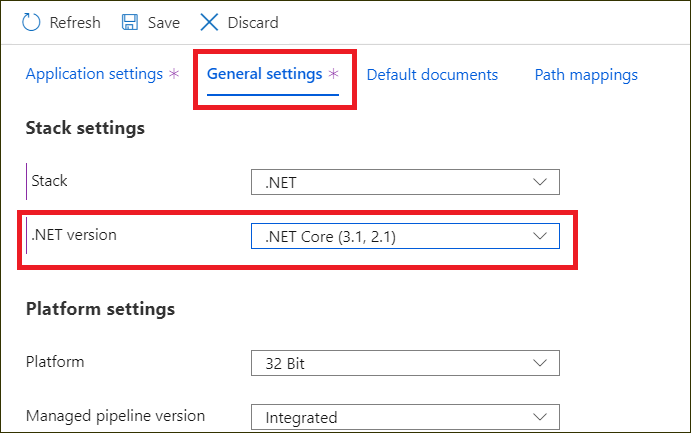 Refresh Save Discard
Application settings * General settings * Default documents Path mappings
Stack settings
Stack .NET
.NET version .NET Core (3.1, 2.1)
Platform settings
Platform 32 Bit
Managed pipeline version Integrated